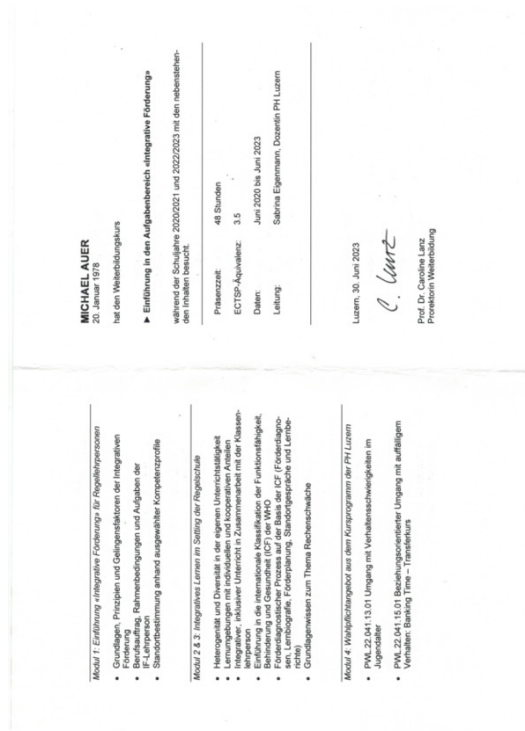 MICHAEL AUER
20. Januar 1978
hat den Weiterbildungskurs
► Einführung in den Aufgabenbereich «Integrative Förderung»
während der Schuljahre 2020/2021 und 2022/2023 mit den nebenstehen-
den Inhalten besucht.
Präsenzzeit: 48 Stunden
ECTSP-Äquivalenz: 3.5
Daten: Juni 2020 bis Juni 2023
Leitung: Sabrina Eigenmann, Dozentin PH Luzern
Luzern, 30. Juni 2023
C. Lanz
Prof. Dr. Caroline Lanz
Prorektorin Weiterbildung
Modul 1: Einführung «Integrative Förderung» für Regellehrpersonen
• Grundlagen, Prinzipien und Gelingensfaktoren der Integrativen
Förderung
• Berufsauftrag, Rahmenbedingungen und Aufgaben der
IF-Lehrperson
• Standortbestimmung anhand ausgewählter Kompetenzprofile
Modul 2 & 3: Integratives Lernen im Setting der Regelschule
• Heterogenität und Diversität in der eigenen Unterrichtstätigkeit
• Lernumgebungen mit individuellen und kooperativen Anteilen
• Integrativer, inklusiver Unterricht in Zusammenarbeit mit der Klassen-
lehrperson
• Einführung in die internationale Klassifikation der Funktionsfähigkeit,
Behinderung und Gesundheit (ICF) der WHO
• Förderdiagnostischer Prozess auf der Basis der ICF (Förderdiagno-
sen, Lernbiografie, Förderplanung, Standortgespräche und Lernbe-
richte)
• Grundlagenwissen zum Thema Rechenschwäche
Modul 4: Wahlpflichtangebot aus dem Kursprogramm der PH Luzern
• PWL.22.041.13.01 Umgang mit Verhaltensschwierigkeiten im
Jugendalter
• PWL.22.041.15.01 Beziehungsorientierter Umgang mit auffälligem
Verhalten: Banking Time – Transferkurs